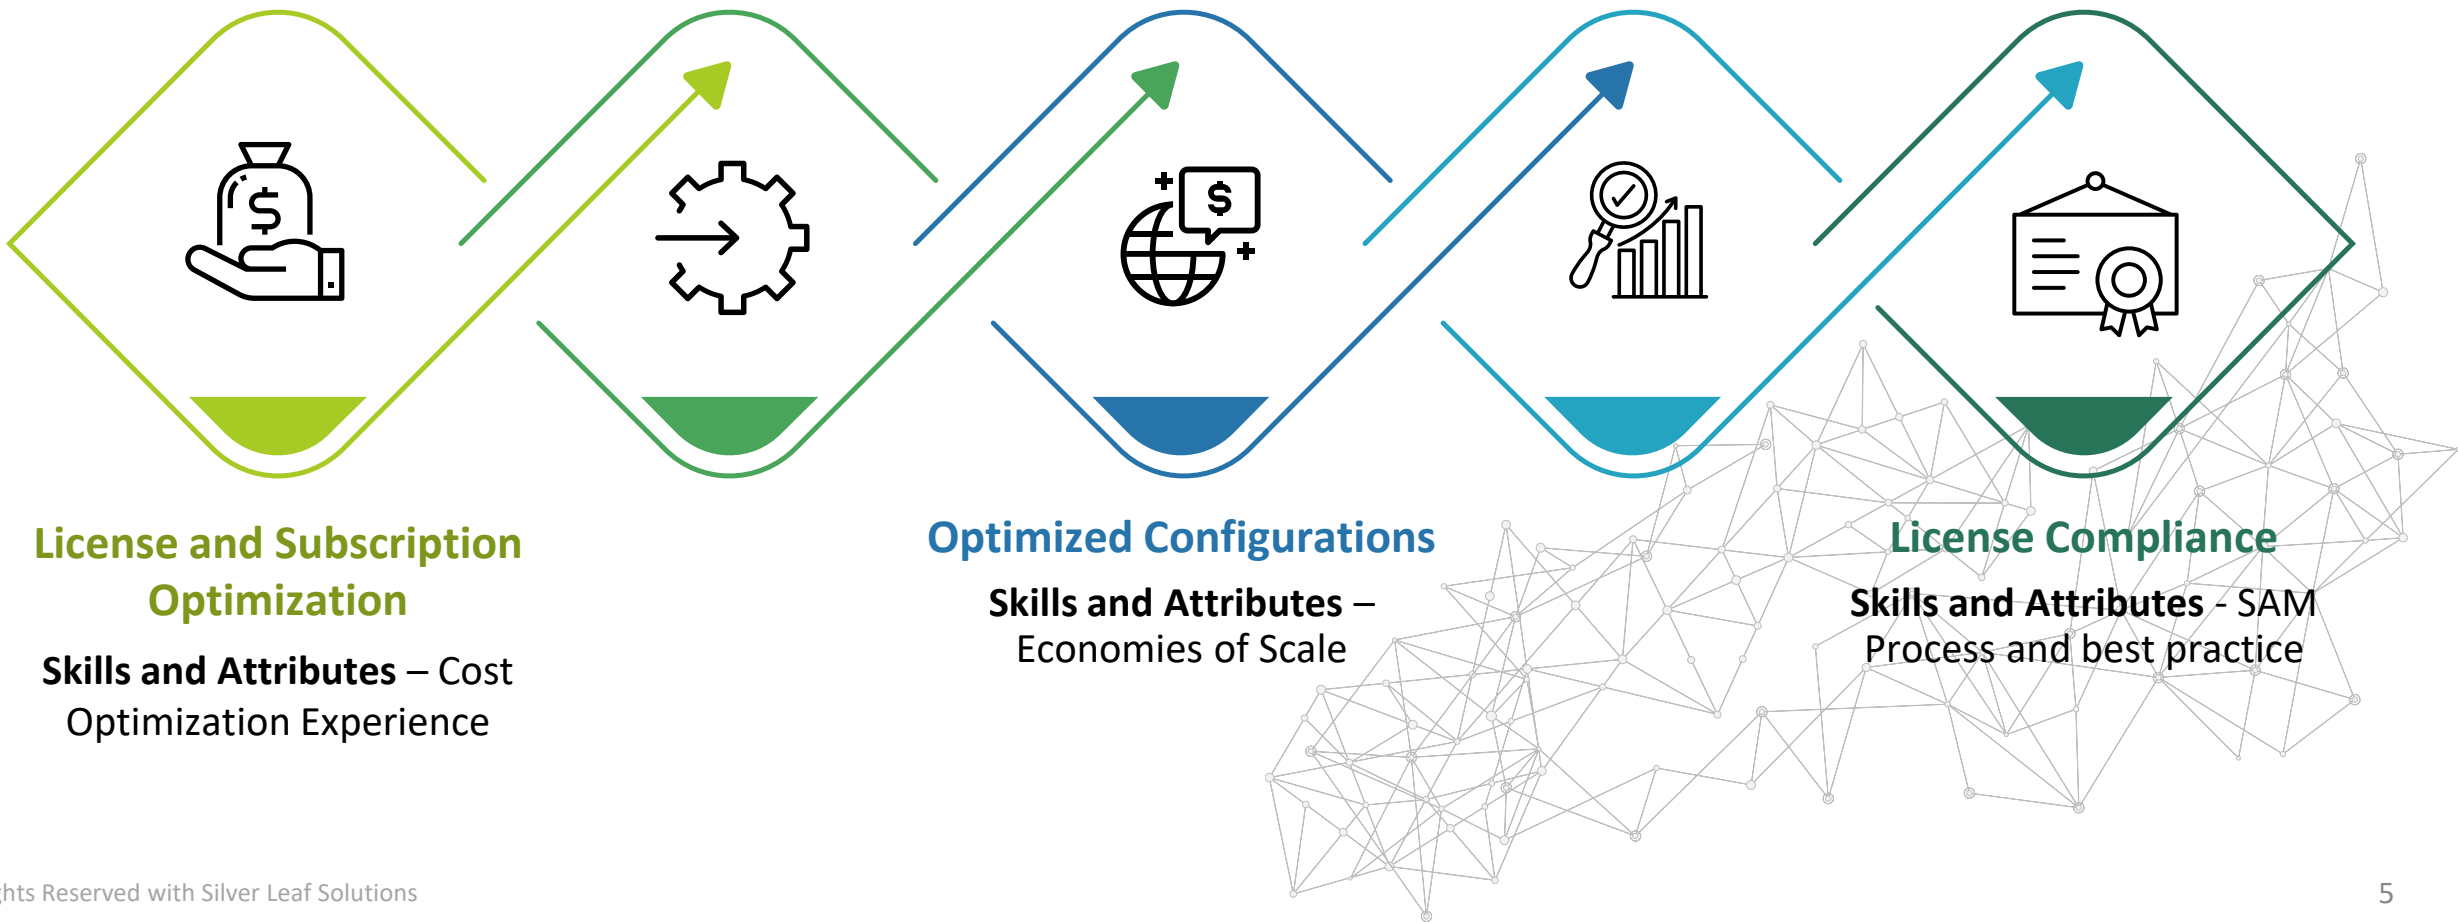 License and Subscription
Optimization
Skills and Attributes – Cost
Optimization Experience
Optimized Configurations
Skills and Attributes –
Economies of Scale
License Compliance
Skills and Attributes - SAM
Process and best practice
Reserved with Silver Leaf Solutions
5